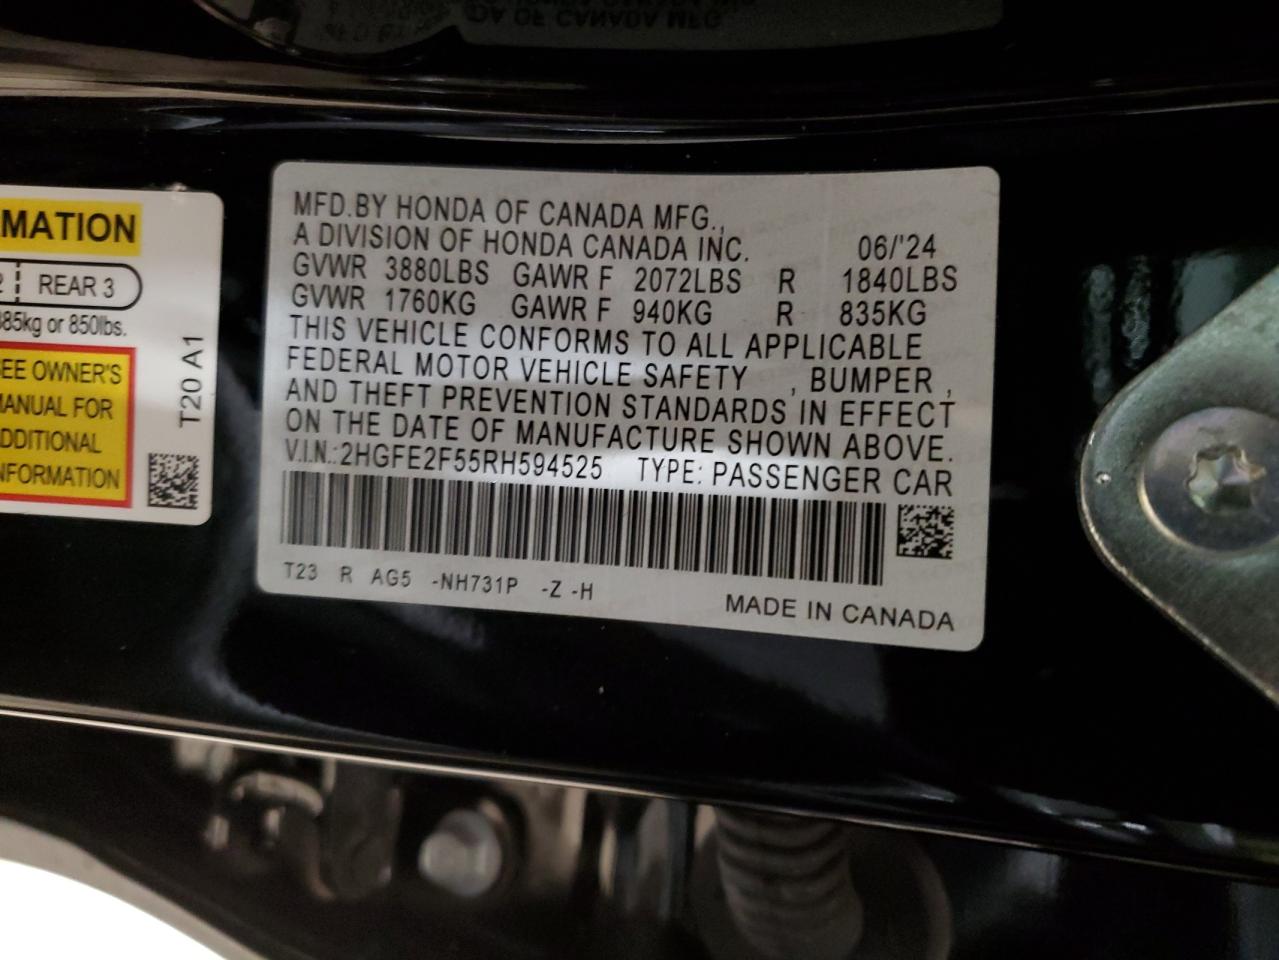 MFD.BY HONDA OF CANADA MFG.,
A DIVISION OF HONDA CANADA INC. 06/'24
GVWR 3880LBS GAWR F 2072LBS R 1840LBS
GVWR 1760KG GAWR F 940KG R 835KG
THIS VEHICLE CONFORMS TO ALL APPLICABLE
FEDERAL MOTOR VEHICLE SAFETY , BUMPER ,
AND THEFT PREVENTION STANDARDS IN EFFECT
ON THE DATE OF MANUFACTURE SHOWN ABOVE.
V.I.N.:2HGFE2F55RH594525 TYPE: PASSENGER CAR
T23 R AG5 -NH731P -Z -H
MADE IN CANADA
MATION
REAR 3
85kg or 850lbs.
EE OWNER'S
MANUAL FOR
DDITIONAL
NFORMATION
T20 A1